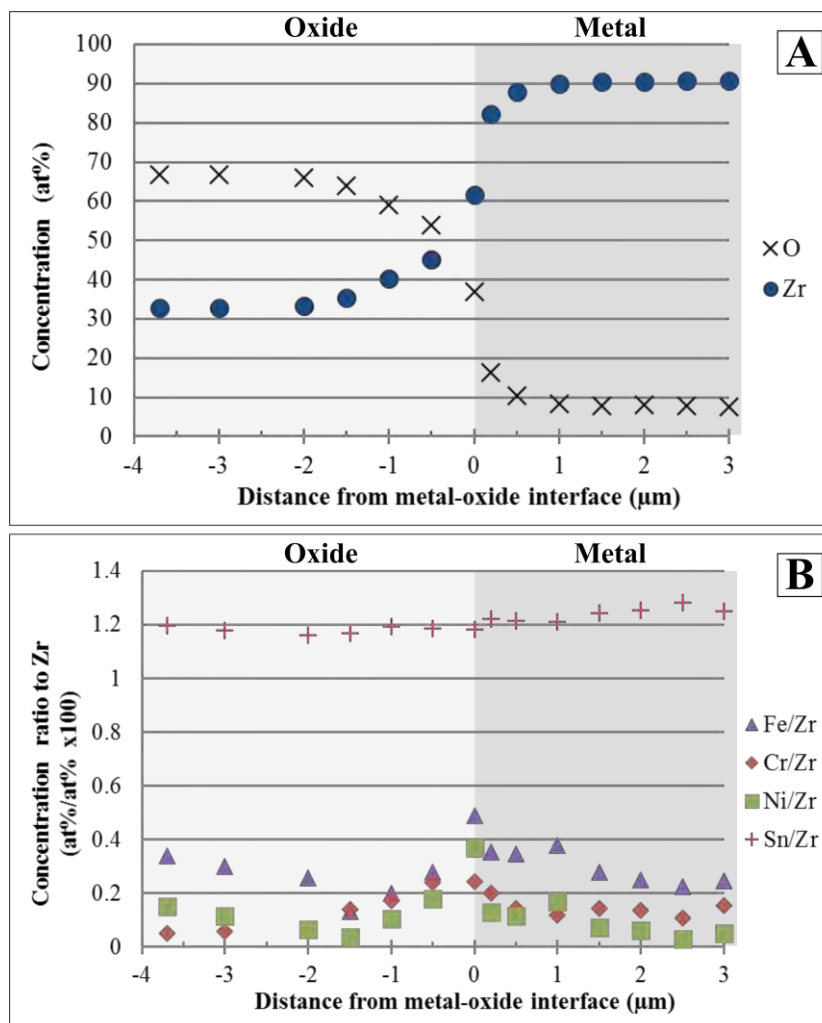 Oxide Metal
A
100
90
80
70
60
50
40
30
20
10
0
Concentration (at%)
-4 -3 -2 -1 0 1 2 3
Distance from metal-oxide interface (µm)
O
Zr
Oxide Metal
B
1.4
1.2
1
0.8
0.6
0.4
0.2
0
Concentration ratio to Zr
(at%/at% x100)
-4 -3 -2 -1 0 1 2 3
Distance from metal-oxide interface (µm)
Fe/Zr
Cr/Zr
Ni/Zr
Sn/Zr